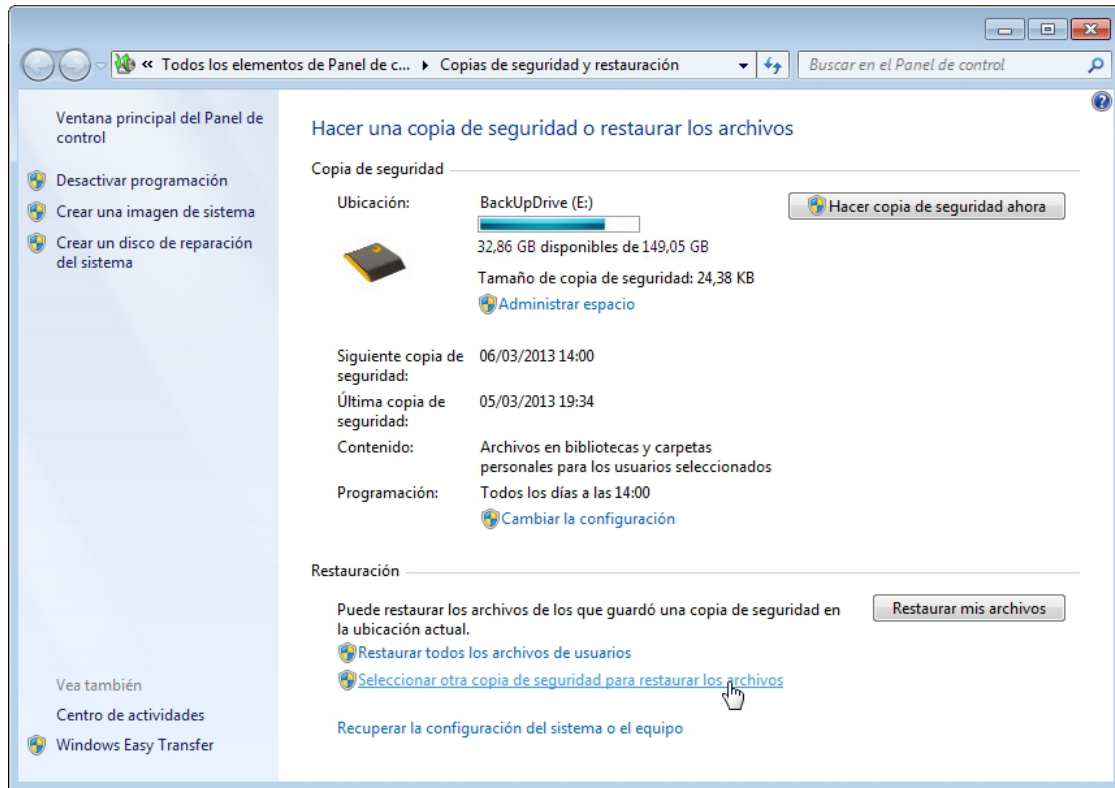 « Todos los elementos de Panel de c... Copias de seguridad y restauración
Buscar en el Panel de control
Ventana principal del Panel de
control
Desactivar programación
Crear una imagen de sistema
Crear un disco de reparación
del sistema
Vea también
Centro de actividades
Windows Easy Transfer
Hacer una copia de seguridad o restaurar los archivos
Copia de seguridad
Ubicación: BackUpDrive (E:)
Hacer copia de seguridad ahora
32,86 GB disponibles de 149,05 GB
Tamaño de copia de seguridad: 24,38 KB
Administrar espacio
Siguiente copia de 06/03/2013 14:00
seguridad:
Última copia de 05/03/2013 19:34
seguridad:
Contenido: Archivos en bibliotecas y carpetas
personales para los usuarios seleccionados
Programación: Todos los días a las 14:00
Cambiar la configuración
Restauración
Puede restaurar los archivos de los que guardó una copia de seguridad en
la ubicación actual.
Restaurar mis archivos
Restaurar todos los archivos de usuarios
Seleccionar otra copia de seguridad para restaurar los archivos
Recuperar la configuración del sistema o el equipo